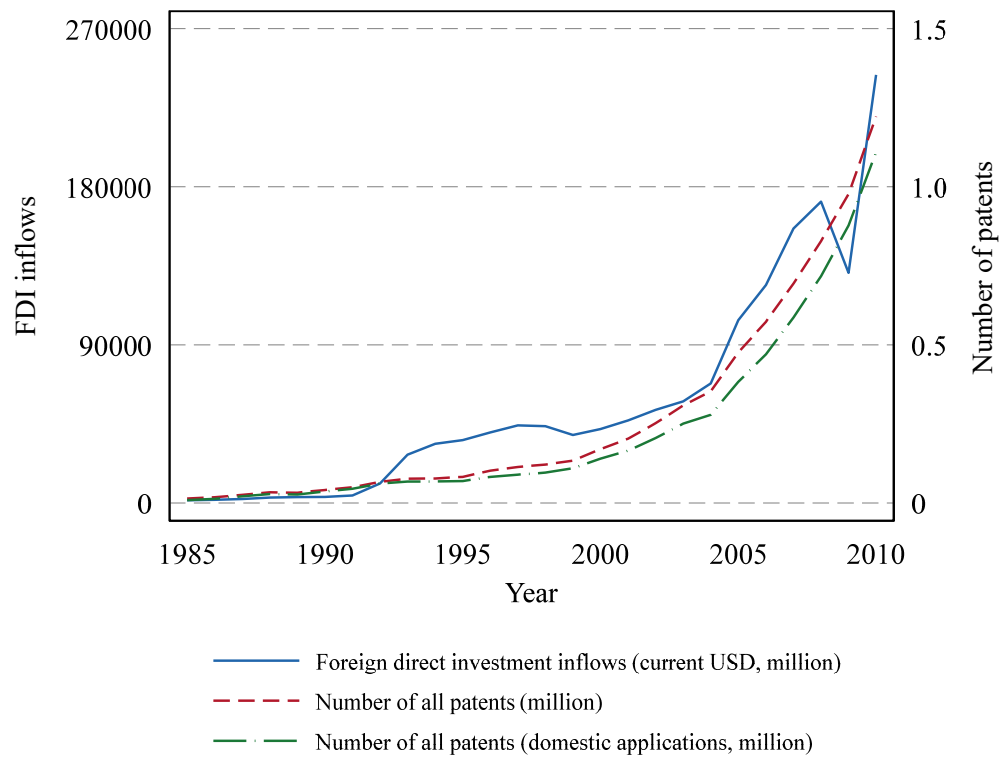 270000
180000
90000
0
FDI inflows
1.5
1.0
0.5
0
Number of patents
1985 1990 1995 2000 2005 2010
Year
Foreign direct investment inflows (current USD, million)
Number of all patents (million)
Number of all patents (domestic applications, million)